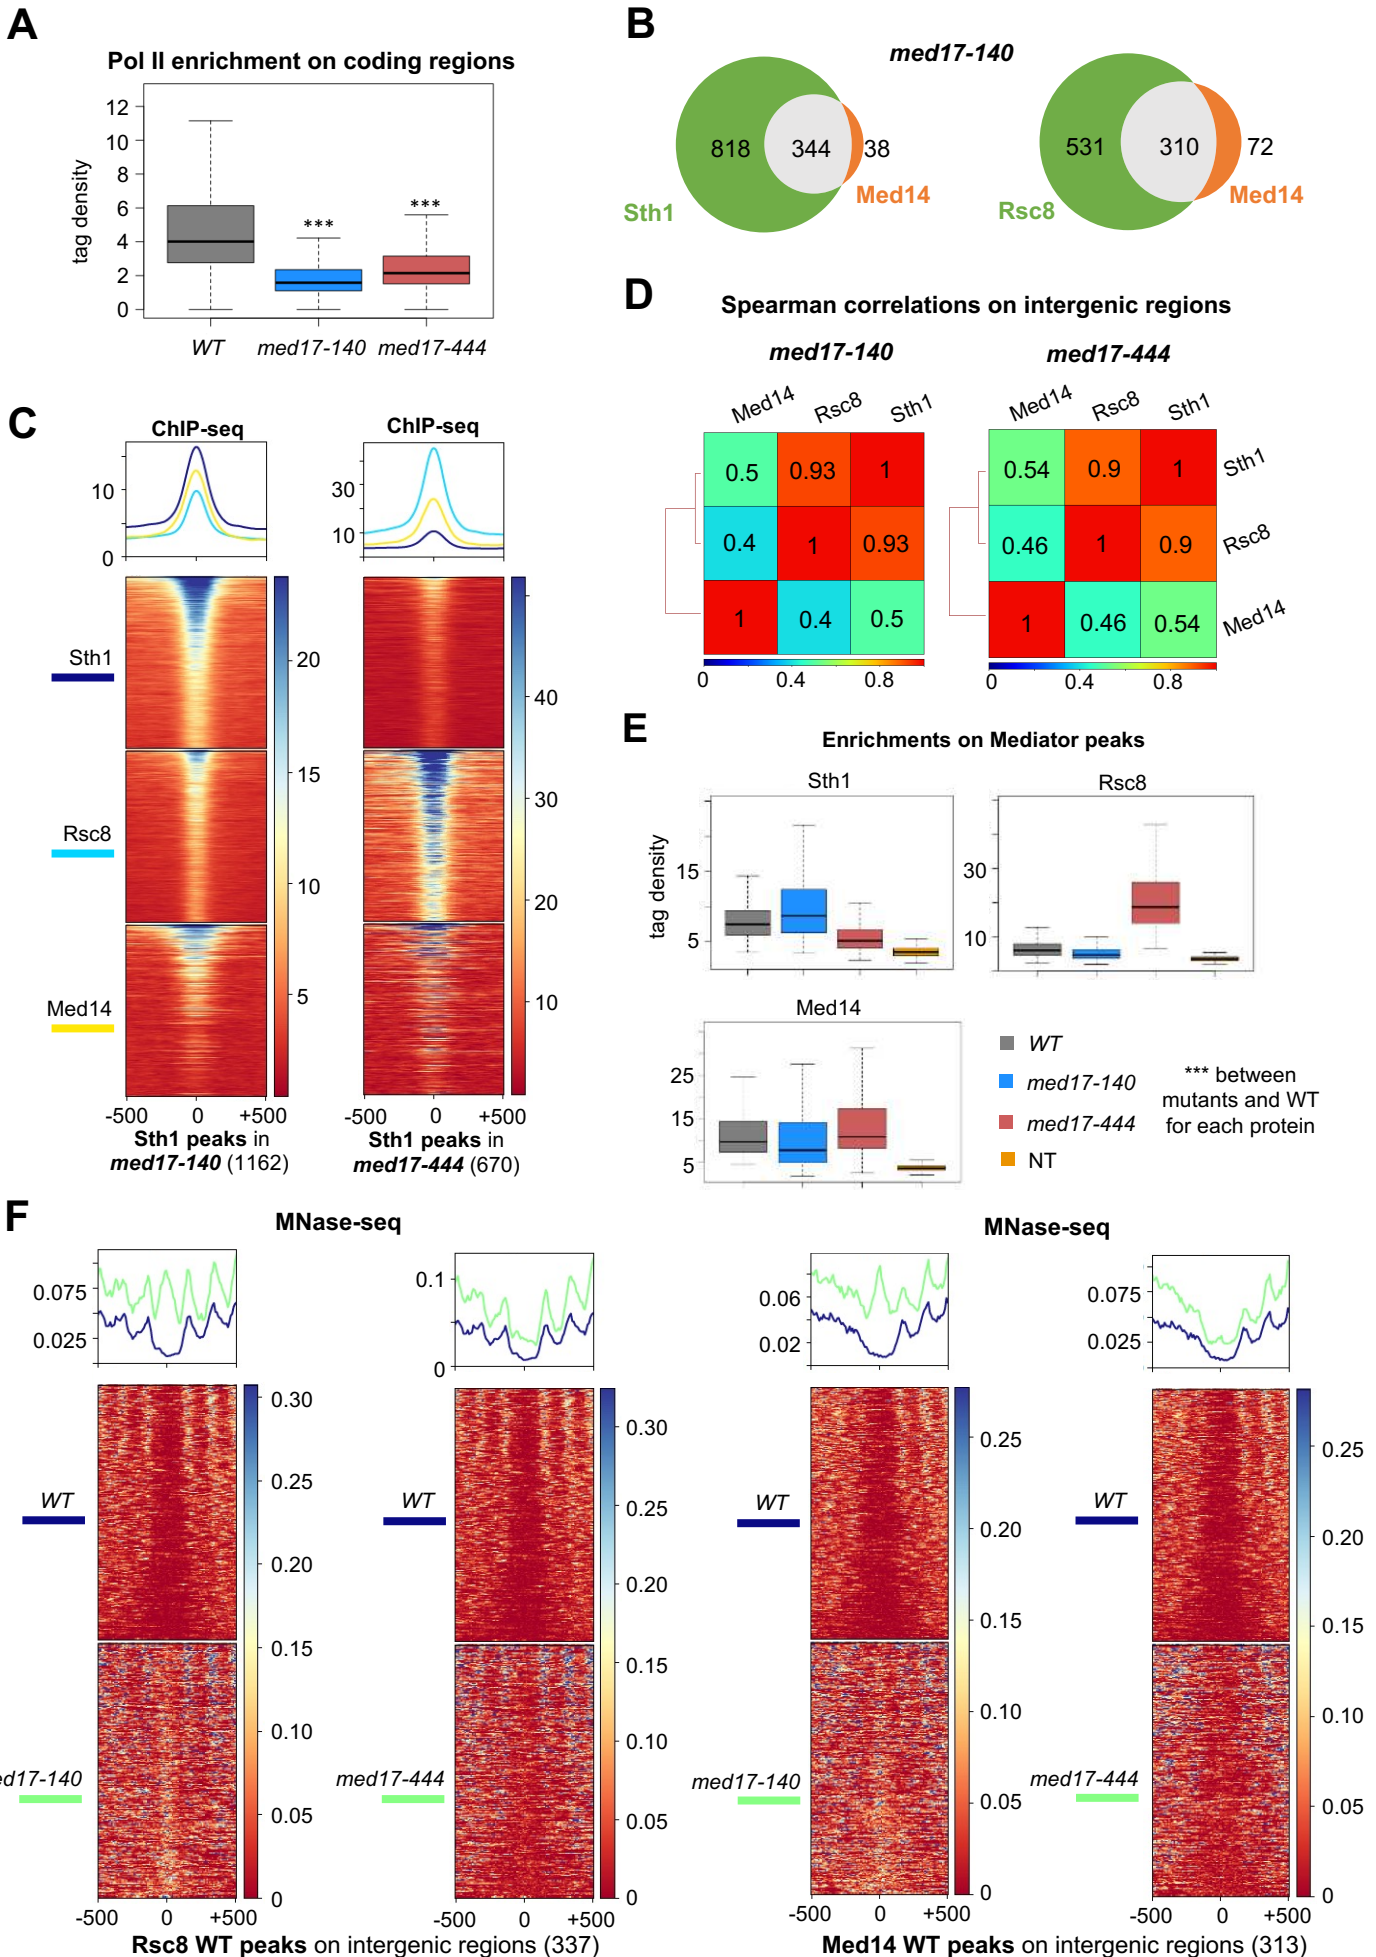 A
Pol II enrichment on coding regions
tag density
12
10
8
6
4
2
0
***
***
WT
med17-140
med17-444
B
med17-140
818
344
38
Sth1
Med14
531
310
72
Rsc8
Med14
C
ChIP-seq
ChIP-seq
10
0
30
10
Sth1
Rsc8
Med14
20
15
10
5
40
30
20
10
-500 0 +500
-500 0 +500
Sth1 peaks in
med17-140 (1162)
Sth1 peaks in
med17-444 (670)
D
Spearman correlations on intergenic regions
med17-140
med17-444
Med14 Rsc8 Sth1
Med14 Rsc8 Sth1
0.5 0.93 1
0.4 1 0.93
1 0.4 0.5
0 0.4 0.8
0.54 0.9 1 Sth1
0.46 1 0.9 Rsc8
1 0.46 0.54 Med14
0 0.4 0.8
E
Enrichments on Mediator peaks
Sth1
Rsc8
tag density
15
5
30
10
Med14
25
15
5
WT
med17-140
med17-444
NT
*** between
mutants and WT
for each protein
F
MNase-seq
MNase-seq
0.075
0.025
0.1
0
0.06
0.02
0.075
0.025
WT
ed17-140
0.30
0.25
0.20
0.15
0.10
0.05
0
WT
med17-444
0.30
0.25
0.20
0.15
0.10
0.05
0
WT
med17-140
0.25
0.20
0.15
0.10
0.05
0
WT
med17-444
0.25
0.20
0.15
0.10
0.05
0
-500 0 +500
-500 0 +500
-500 0 +500
-500 0 +500
Rsc8 WT peaks on intergenic regions (337)
Med14 WT peaks on intergenic regions (313)